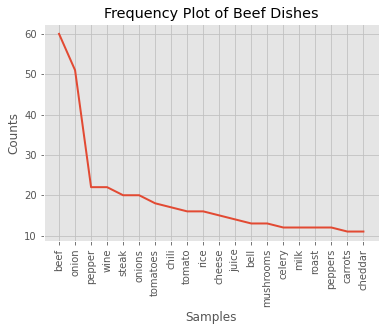 Frequency Plot of Beef Dishes
60
50
40
30
20
10
Counts
beef
onion
pepper
wine
steak
onions
tomatoes
chili
tomato
rice
cheese
juice
bell
mushrooms
celery
milk
roast
peppers
carrots
cheddar
Samples